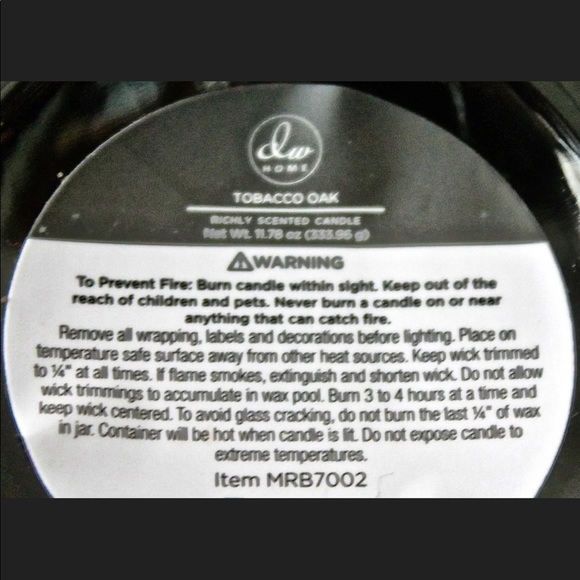 dw
HOME
TOBACCO OAK
RICHLY SCENTED CANDLE
Net Wt. 11.78 oz (333.96 g)
WARNING
To Prevent Fire: Burn candle within sight. Keep out of the
reach of children and pets. Never burn a candle on or near
anything that can catch fire.
Remove all wrapping, labels and decorations before lighting. Place on
temperature safe surface away from other heat sources. Keep wick trimmed
to ¼" at all times. If flame smokes, extinguish and shorten wick. Do not allow
wick trimmings to accumulate in wax pool. Burn 3 to 4 hours at a time and
keep wick centered. To avoid glass cracking, do not burn the last ¼" of wax
in jar. Container will be hot when candle is lit. Do not expose candle to
extreme temperatures.
Item MRB7002